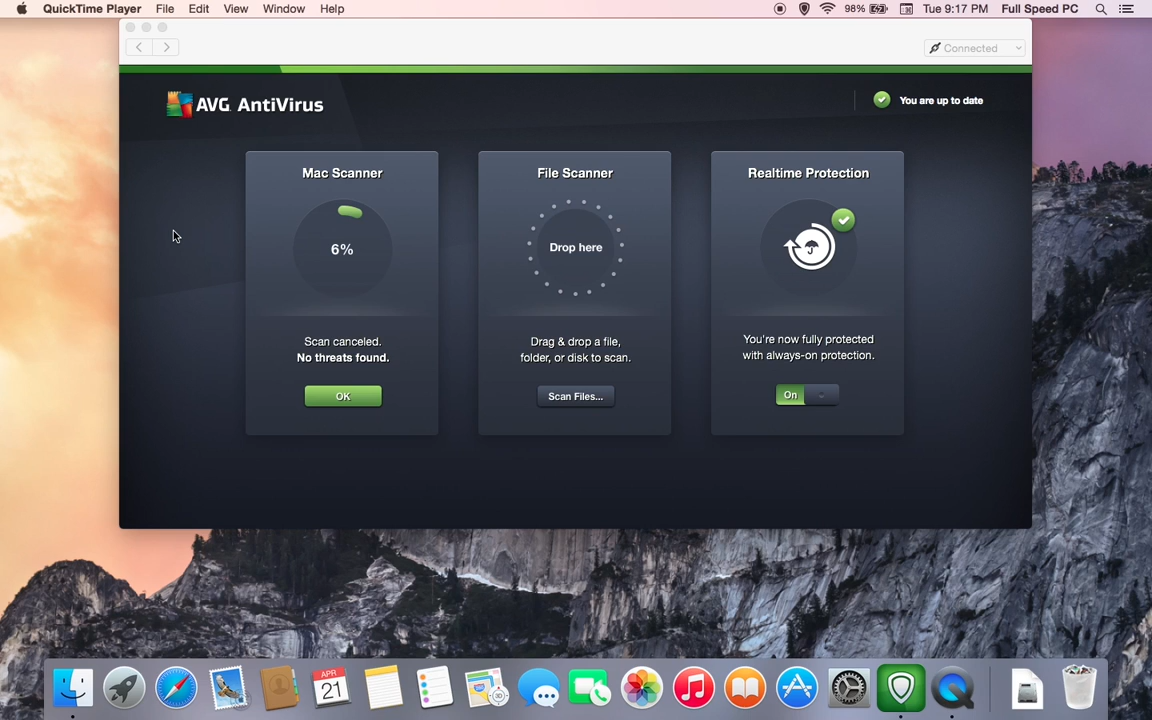 QuickTime Player File Edit View Window Help 98% Tue 9:17 PM Full Speed PC
Connected
AVG AntiVirus
You are up to date
Mac Scanner
6%
Scan canceled.
No threats found.
OK
File Scanner
Drop here
Drag & drop a file,
folder, or disk to scan.
Scan Files...
Realtime Protection
You're now fully protected
with always-on protection.
On
APR
21